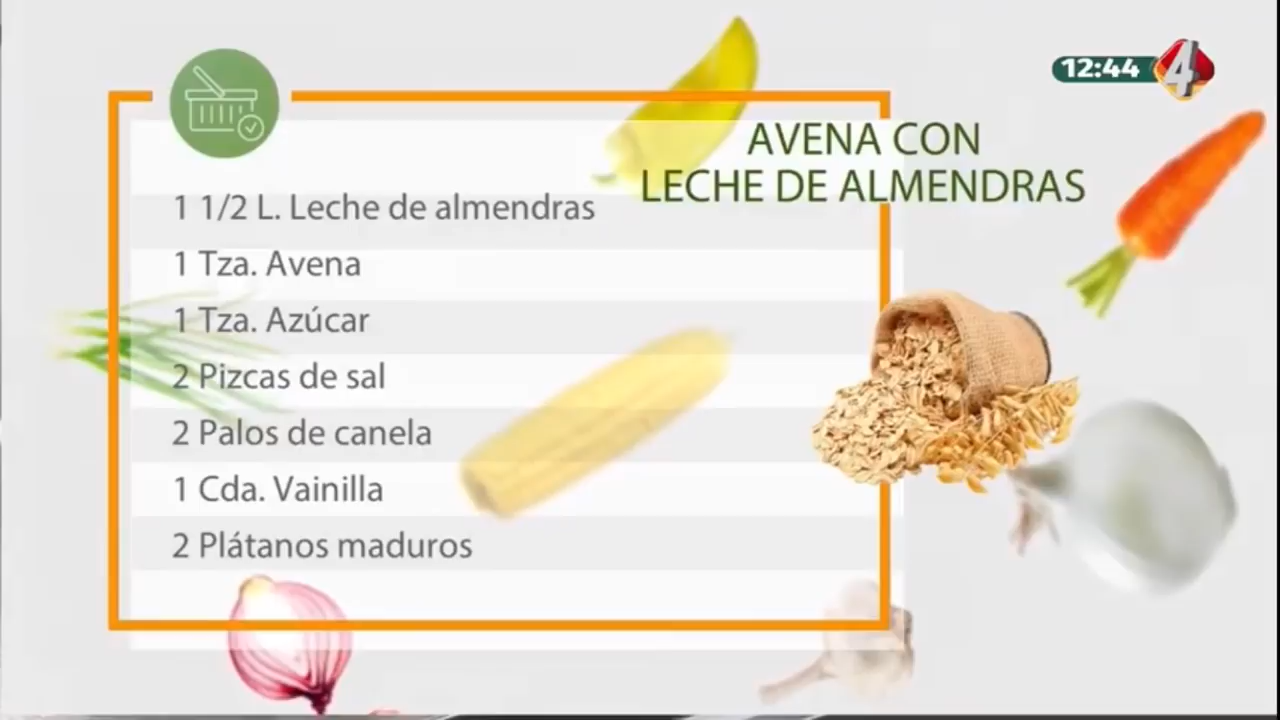 12:44 4
AVENA CON
LECHE DE ALMENDRAS
1 1/2 L. Leche de almendras
1 Tza. Avena
1 Tza. Azúcar
2 Pizcas de sal
2 Palos de canela
1 Cda. Vainilla
2 Plátanos maduros